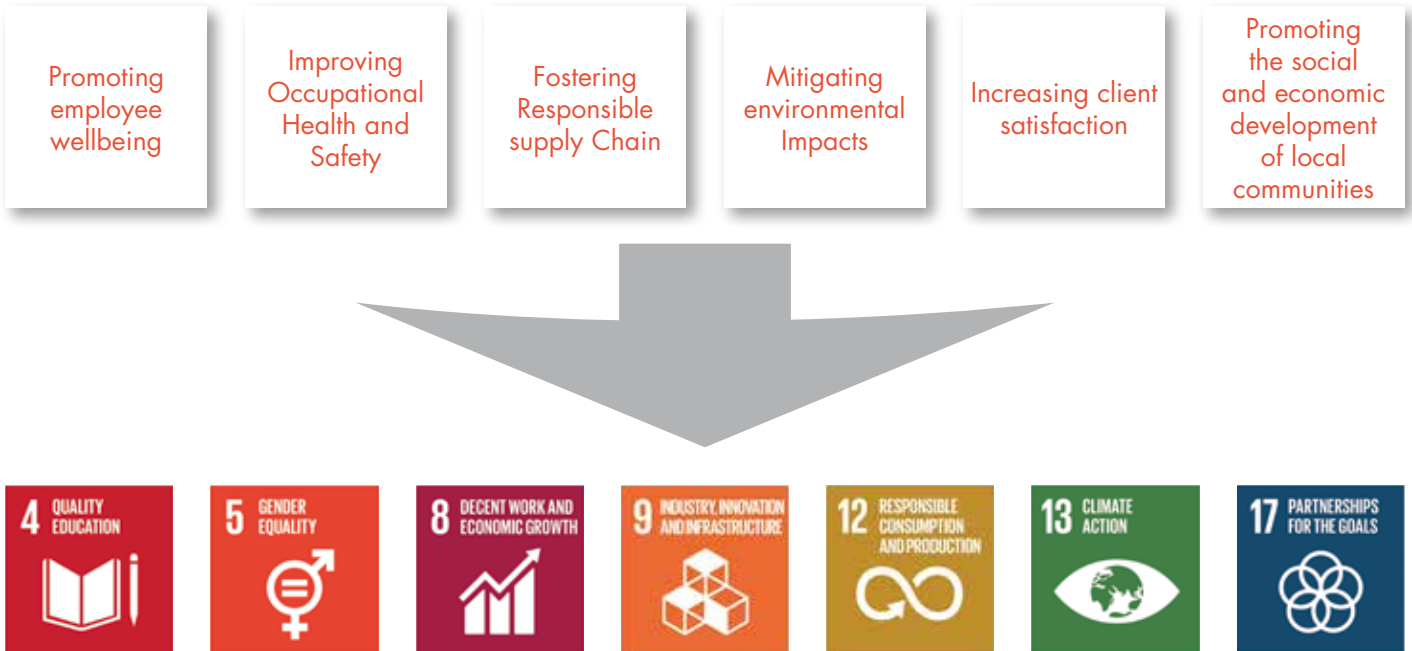 Promoting
employee
wellbeing
Improving
Occupational
Health and
Safety
Fostering
Responsible
supply Chain
Mitigating
environmental
Impacts
Increasing client
satisfaction
Promoting
the social
and economic
development
of local
communities
4 QUALITY
EDUCATION
5 GENDER
EQUALITY
8 DECENT WORK AND
ECONOMIC GROWTH
9 INDUSTRY, INNOVATION
AND INFRASTRUCTURE
12 RESPONSIBLE
CONSUMPTION
AND PRODUCTION
13 CLIMATE
ACTION
17 PARTNERSHIPS
FOR THE GOALS